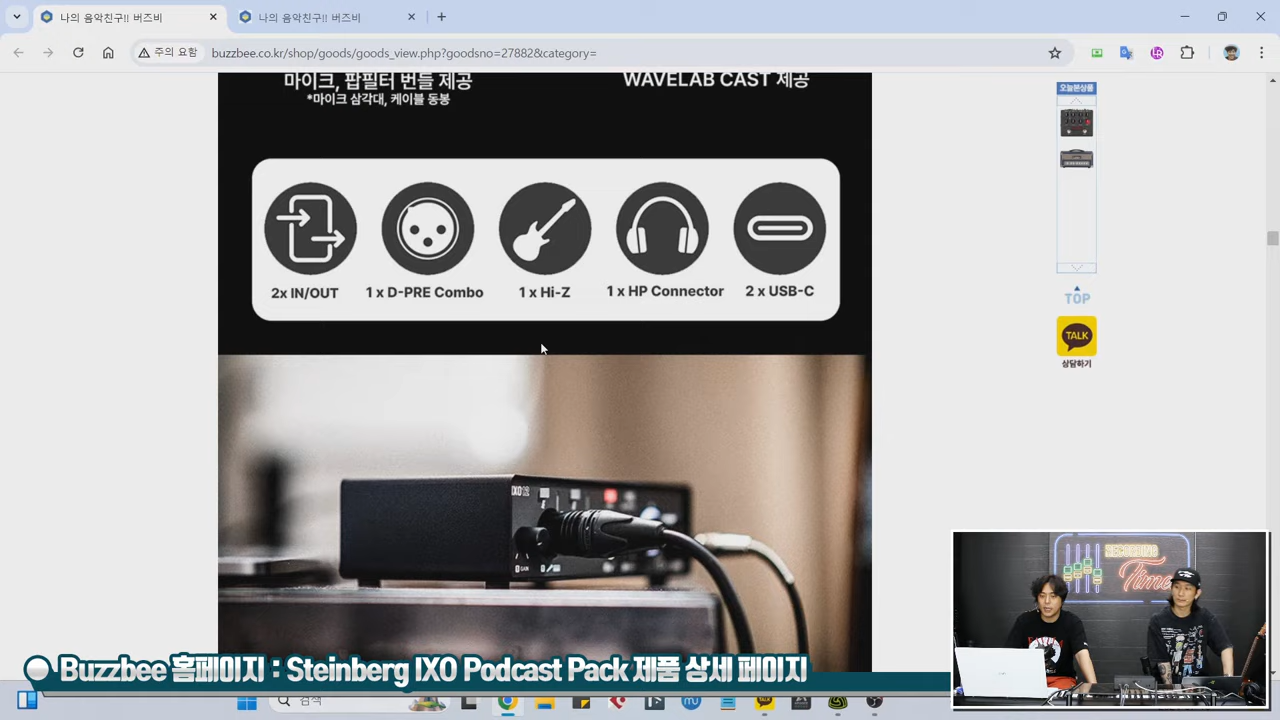 나의 음악친구!! 버즈비
나의 음악친구!! 버즈비
주의 요함
buzzbee.co.kr/shop/goods/goods_view.php?goodsno=27882&category=
마이크, 팝필터 번들 제공
*마이크 삼각대, 케이블 동봉
WAVELAB CAST 제공
오늘본상품
2x IN/OUT
1 x D-PRE Combo
1 x Hi-Z
1 x HP Connector
2 x USB-C
TOP
TALK
상담하기
RECORDING
Time
Buzzbee 홈페이지 : Steinberg IXO Podcast Pack 제품 상세 페이지
검색